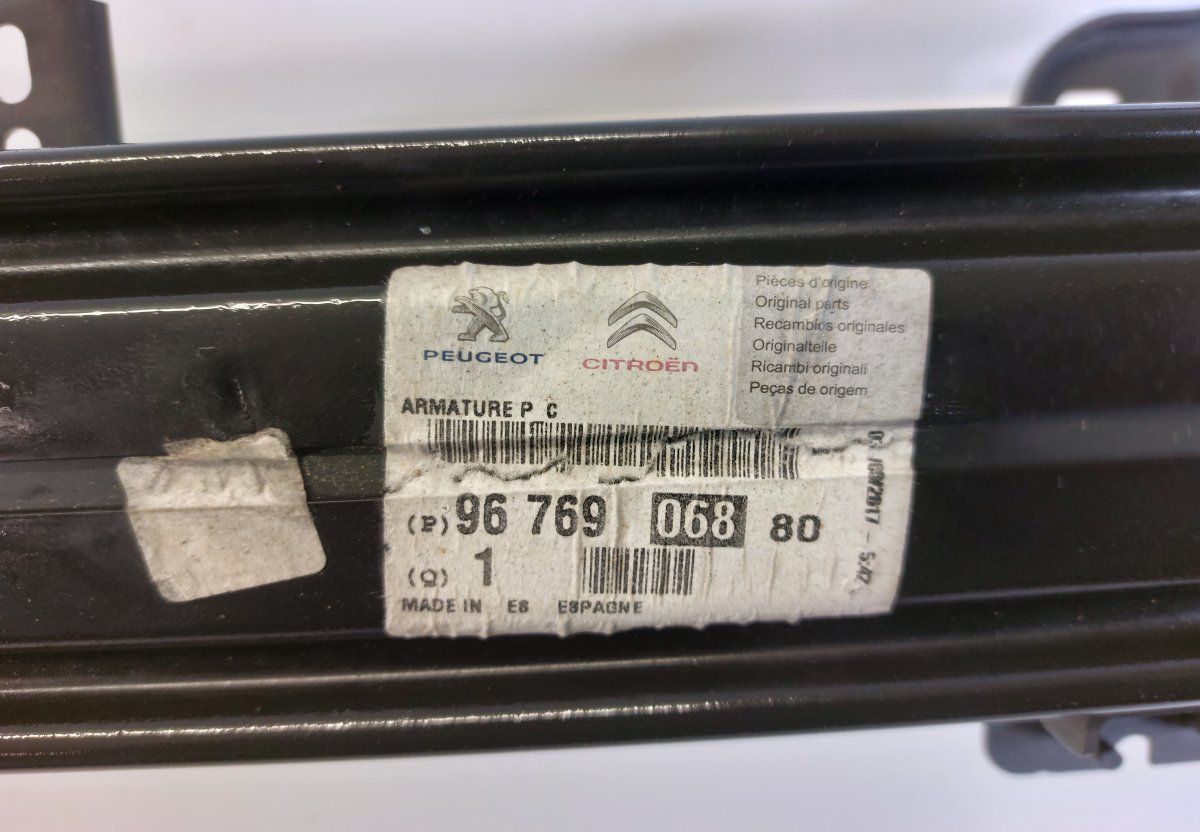 PEUGEOT
CITROËN
Pièces d'origine
Original parts
Recambios originales
Originalteile
Ricambi originali
Peças de origem
ARMATURE P C
(P) 96 769 068 80
(Q) 1
MADE IN ES ESPAGNE